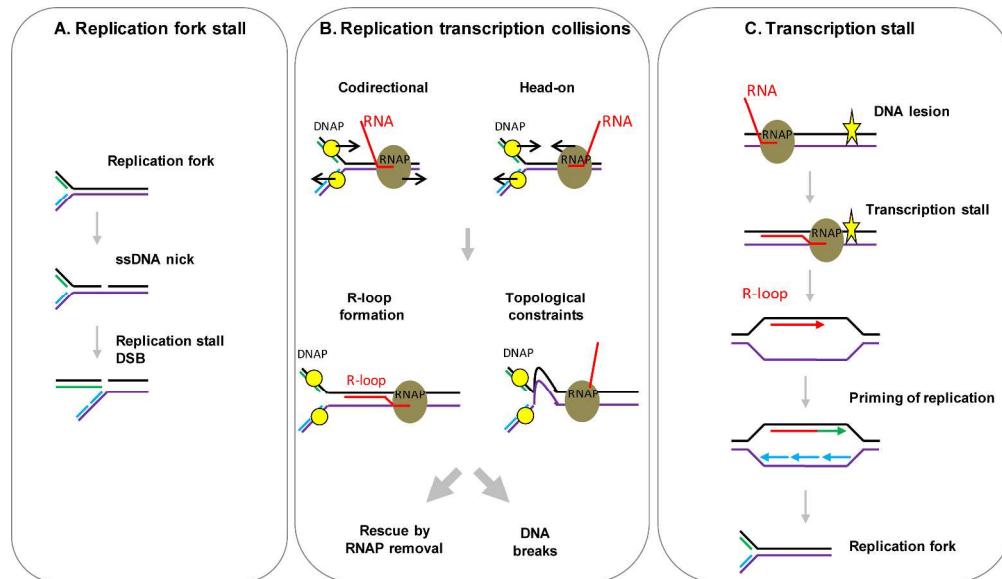 A. Replication fork stall
Replication fork
ssDNA nick
Replication stall
DSB
B. Replication transcription collisions
Codirectional
Head-on
DNAP
RNA
RNAP
DNAP
RNA
RNAP
R-loop
formation
Topological
constraints
DNAP
R-loop
RNAP
DNAP
RNAP
Rescue by
RNAP removal
DNA
breaks
C. Transcription stall
RNA
RNAP
DNA lesion
Transcription stall
RNAP
R-loop
Priming of replication
Replication fork